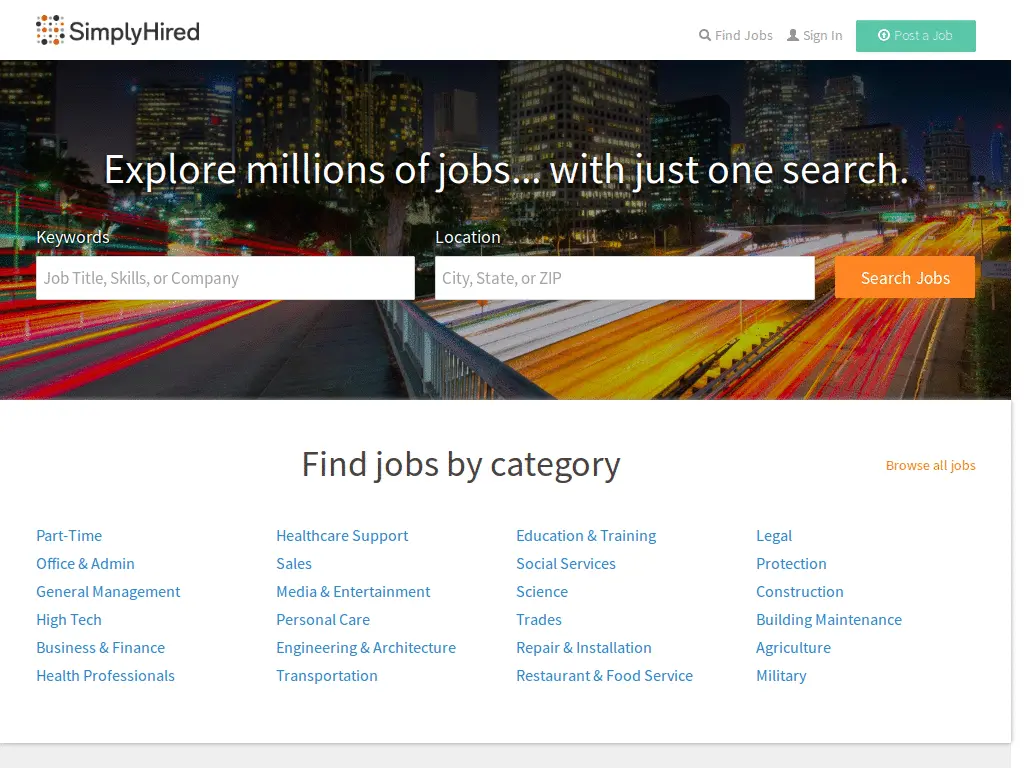 SimplyHired
Find Jobs
Sign In
Post a Job
Explore millions of jobs... with just one search.
Keywords
Location
Job Title, Skills, or Company
City, State, or ZIP
Search Jobs
Find jobs by category
Browse all jobs
Part-Time
Office & Admin
General Management
High Tech
Business & Finance
Health Professionals
Healthcare Support
Sales
Media & Entertainment
Personal Care
Engineering & Architecture
Transportation
Education & Training
Social Services
Science
Trades
Repair & Installation
Restaurant & Food Service
Legal
Protection
Construction
Building Maintenance
Agriculture
Military